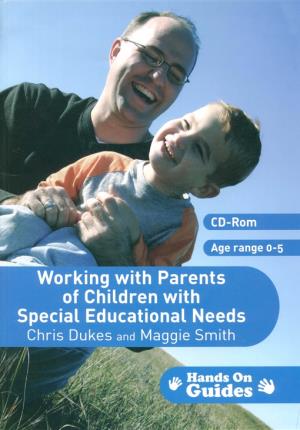 CD-Rom
Age range 0-5
Working with Parents
of Children with
Special Educational Needs
Chris Dukes and Maggie Smith
Hands On
Guides